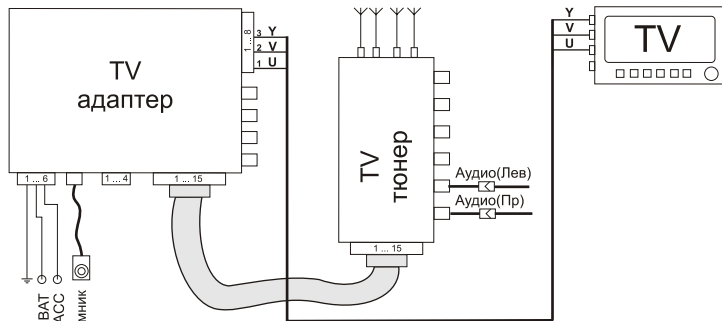 TV
адаптер
1 ... 8
3 Y
2 V
1 U
1 ... 6
1 ... 4
1 ... 15
BAT
ACC
TV
тюнер
1 ... 15
Аудио(Лев)
Аудио(Пр)
Y
V
U
TV